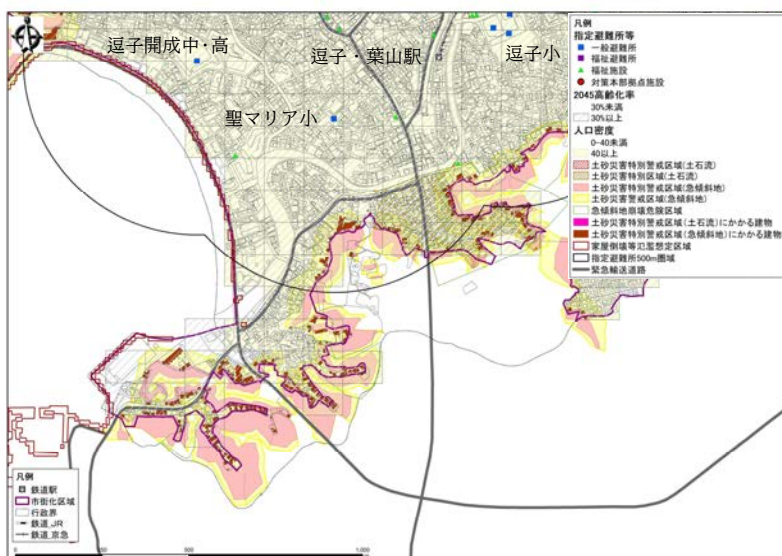 逗子開成中・高
逗子・葉山駅
逗子小
聖マリア小
凡例
指定避難所等
一般避難所
福祉避難所
福祉施設
対策本部拠点施設
2045高齢化率
30%未満
30%以上
人口密度
0-40未満
40以上
土砂災害特別警戒区域(土石流)
土砂災害特別区域(土石流)
土砂災害特別警戒区域(急傾斜地)
土砂災害警戒区域(急傾斜地)
急傾斜地崩壊危険区域
土砂災害特別警戒区域(土石流)にかかる建物
土砂災害特別警戒区域(急傾斜地)にかかる建物
家屋倒壊等氾濫想定区域
指定避難所500m圏域
緊急輸送道路
凡例
鉄道駅
市街化区域
行政界
鉄道_JR
鉄道_京急
0
250
500
1,000